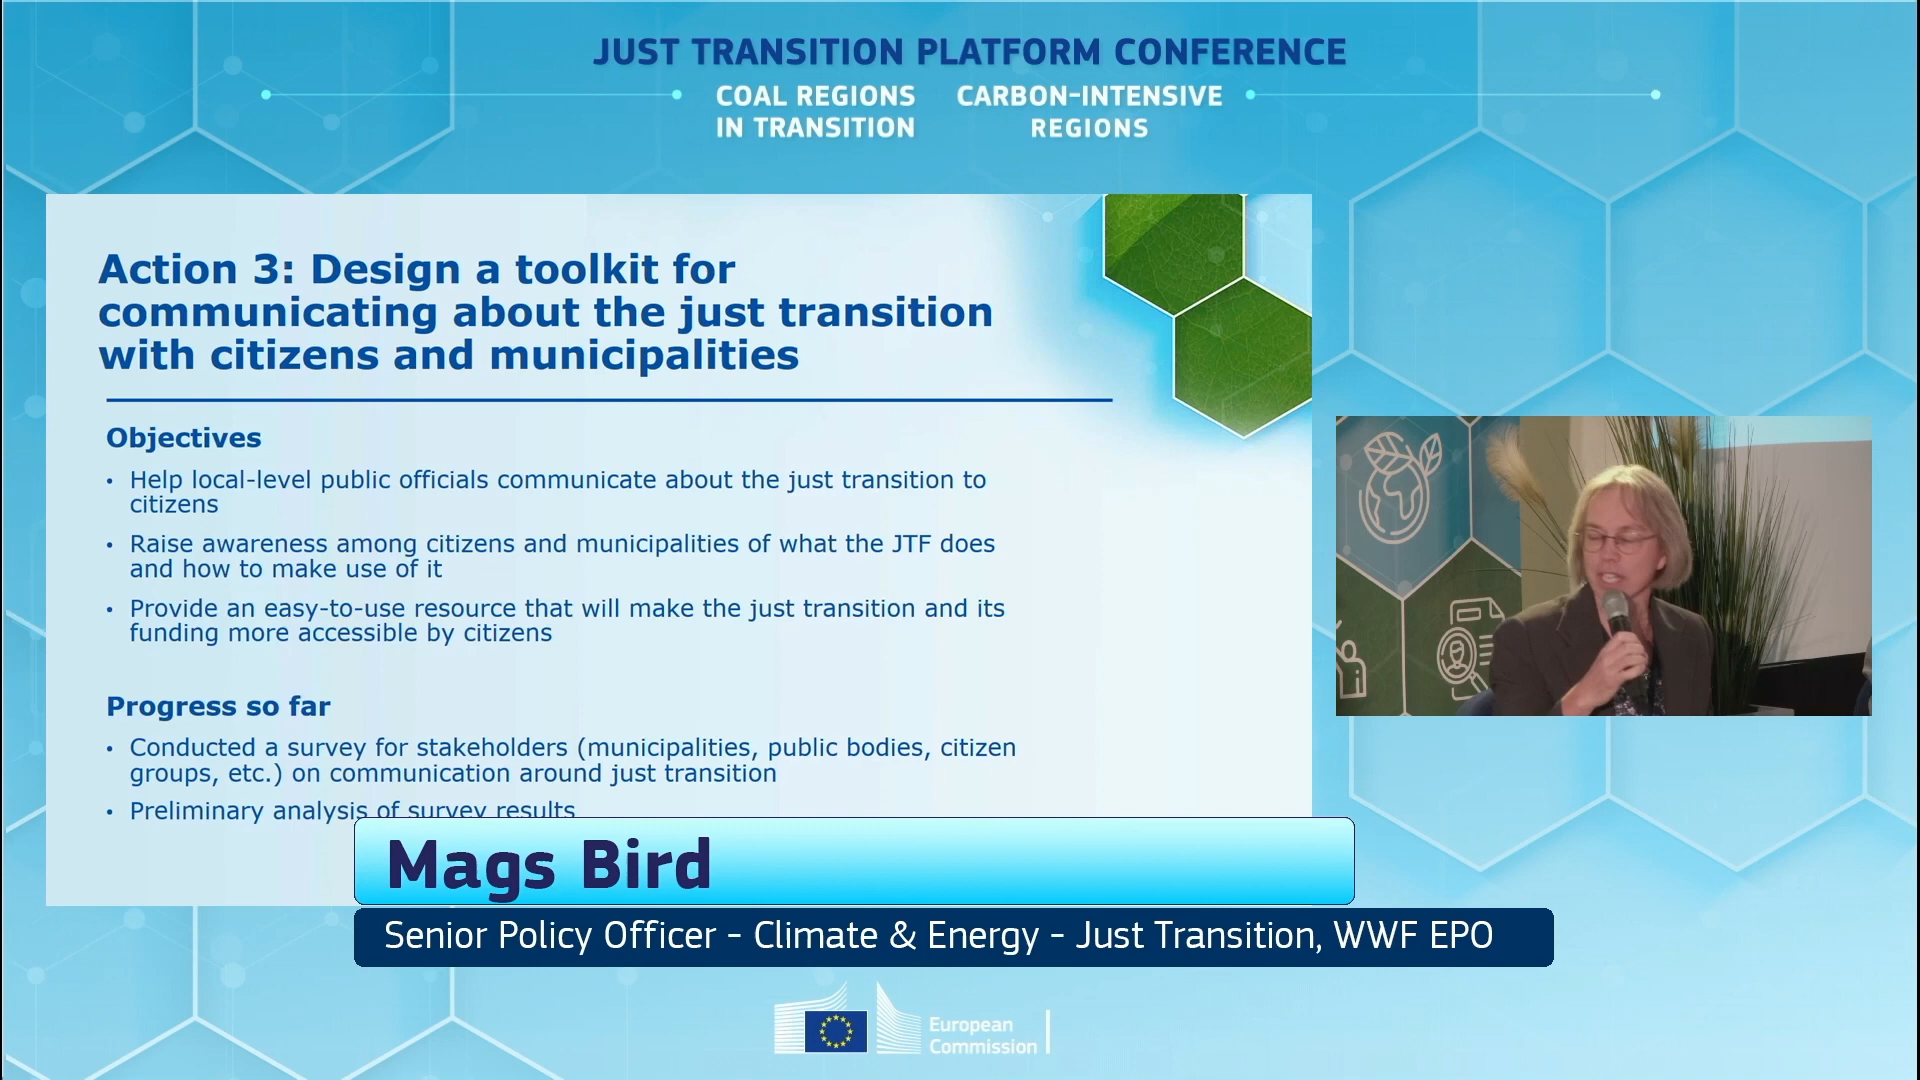 JUST TRANSITION PLATFORM CONFERENCE
COAL REGIONS
IN TRANSITION
CARBON-INTENSIVE
REGIONS
Action 3: Design a toolkit for
communicating about the just transition
with citizens and municipalities
Objectives
• Help local-level public officials communicate about the just transition to
citizens
• Raise awareness among citizens and municipalities of what the JTF does
and how to make use of it
• Provide an easy-to-use resource that will make the just transition and its
funding more accessible by citizens
Progress so far
• Conducted a survey for stakeholders (municipalities, public bodies, citizen
groups, etc.) on communication around just transition
• Preliminary analysis of survey results
Mags Bird
Senior Policy Officer – Climate & Energy – Just Transition, WWF EPO
European
Commission